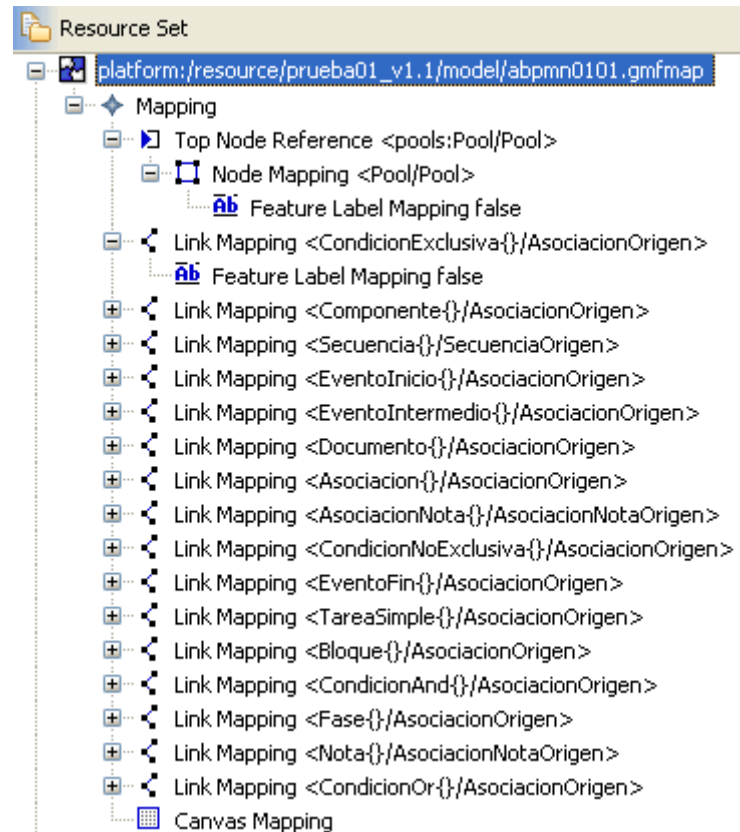 Resource Set
platform:/resource/prueba01_v1.1/model/abpmn0101.gmfmap
Mapping
Top Node Reference <pools:Pool/Pool>
Node Mapping <Pool/Pool>
Ab Feature Label Mapping false
Link Mapping <CondicionExclusiva{}/AsociacionOrigen>
Ab Feature Label Mapping false
Link Mapping <Componente{}/AsociacionOrigen>
Link Mapping <Secuencia{}/SecuenciaOrigen>
Link Mapping <EventoInicio{}/AsociacionOrigen>
Link Mapping <EventoIntermedio{}/AsociacionOrigen>
Link Mapping <Documento{}/AsociacionOrigen>
Link Mapping <Asociacion{}/AsociacionOrigen>
Link Mapping <AsociacionNota{}/AsociacionNotaOrigen>
Link Mapping <CondicionNoExclusiva{}/AsociacionOrigen>
Link Mapping <EventoFin{}/AsociacionOrigen>
Link Mapping <TareaSimple{}/AsociacionOrigen>
Link Mapping <Bloque{}/AsociacionOrigen>
Link Mapping <CondicionAnd{}/AsociacionOrigen>
Link Mapping <Fase{}/AsociacionOrigen>
Link Mapping <Nota{}/AsociacionNotaOrigen>
Link Mapping <CondicionOr{}/AsociacionOrigen>
Canvas Mapping